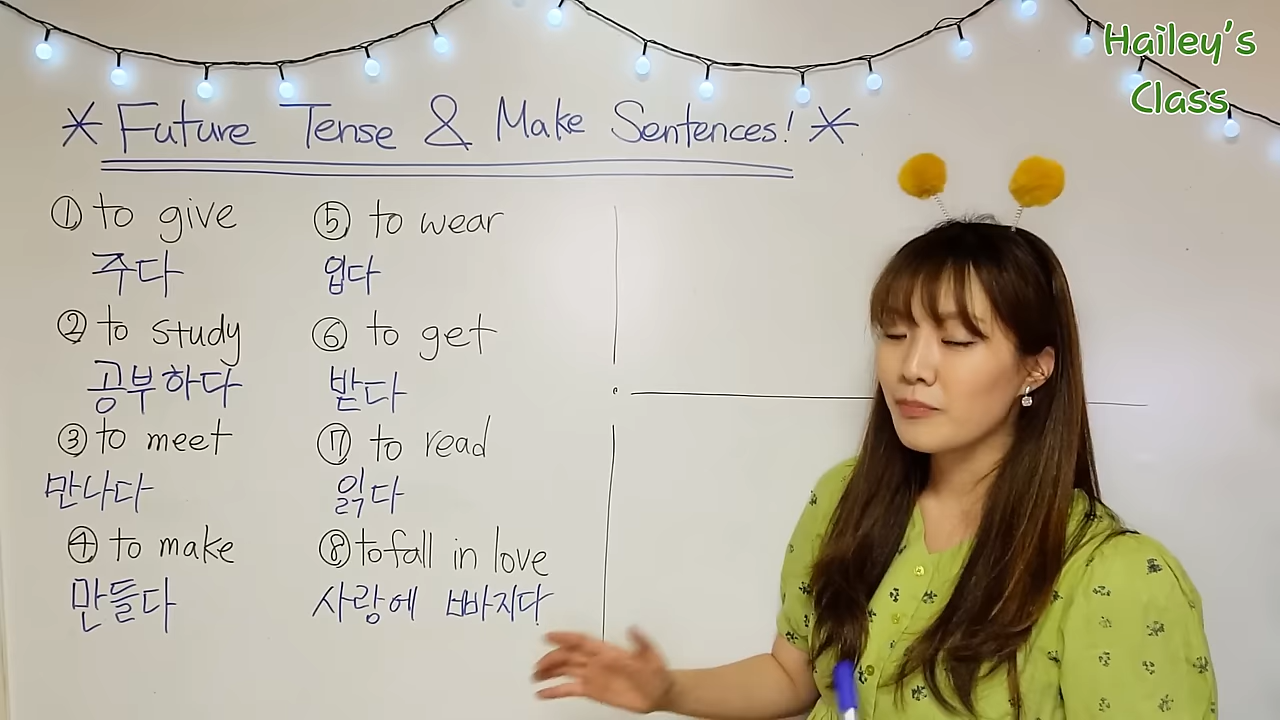 * Future Tense & Make Sentences! *
① to give
주다
② to study
공부하다
③ to meet
만나다
④ to make
만들다
⑤ to wear
입다
⑥ to get
받다
⑦ to read
읽다
⑧ to fall in love
사랑에 빠지다
Hailey's
Class